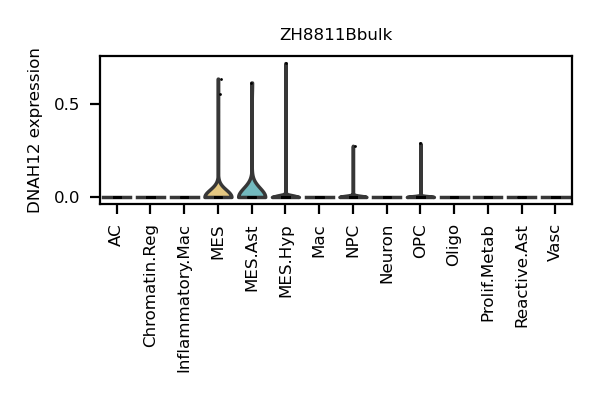 ZH8811Bbulk
DNAH12 expression
0.5
0.0
AC
Chromatin.Reg
Inflammatory.Mac
MES
MES.Ast
MES.Hyp
Mac
NPC
Neuron
OPC
Oligo
Prolif.Metab
Reactive.Ast
Vasc